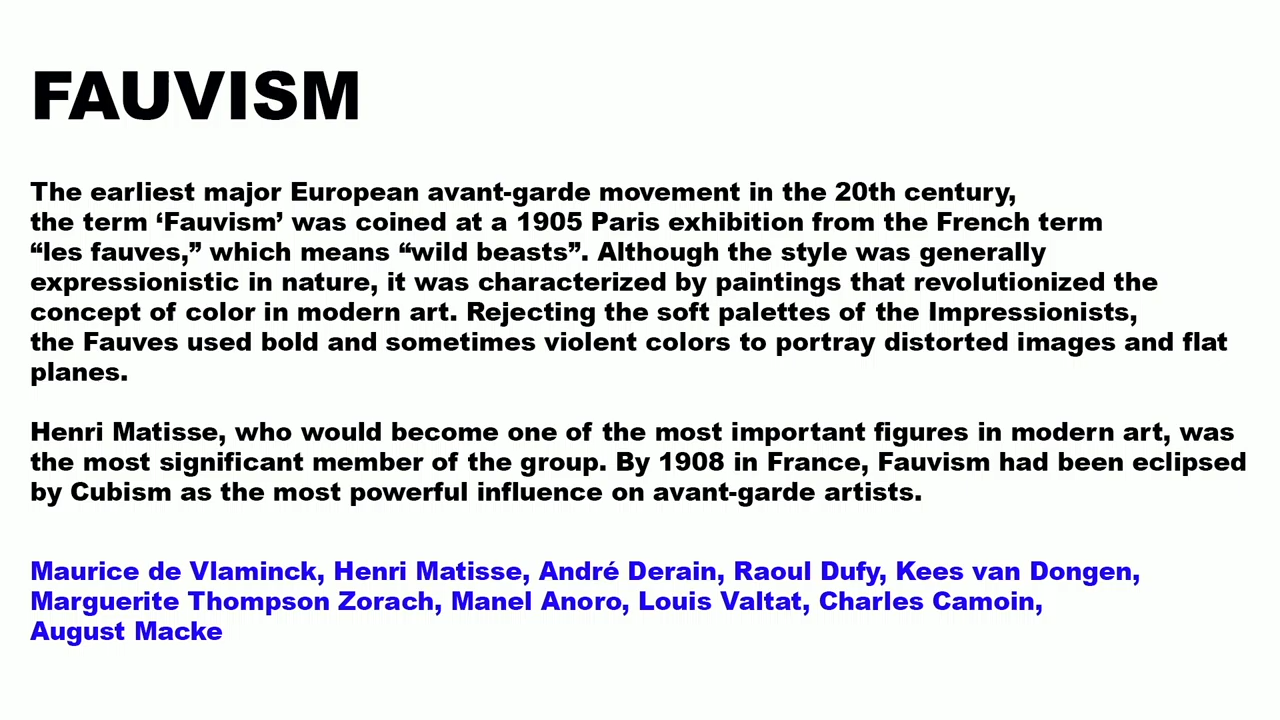 FAUVISM
The earliest major European avant-garde movement in the 20th century,
the term ‘Fauvism’ was coined at a 1905 Paris exhibition from the French term
“les fauves,” which means “wild beasts”. Although the style was generally
expressionistic in nature, it was characterized by paintings that revolutionized the
concept of color in modern art. Rejecting the soft palettes of the Impressionists,
the Fauves used bold and sometimes violent colors to portray distorted images and flat
planes.
Henri Matisse, who would become one of the most important figures in modern art, was
the most significant member of the group. By 1908 in France, Fauvism had been eclipsed
by Cubism as the most powerful influence on avant-garde artists.
Maurice de Vlaminck, Henri Matisse, André Derain, Raoul Dufy, Kees van Dongen,
Marguerite Thompson Zorach, Manel Anoro, Louis Valtat, Charles Camoin,
August Macke